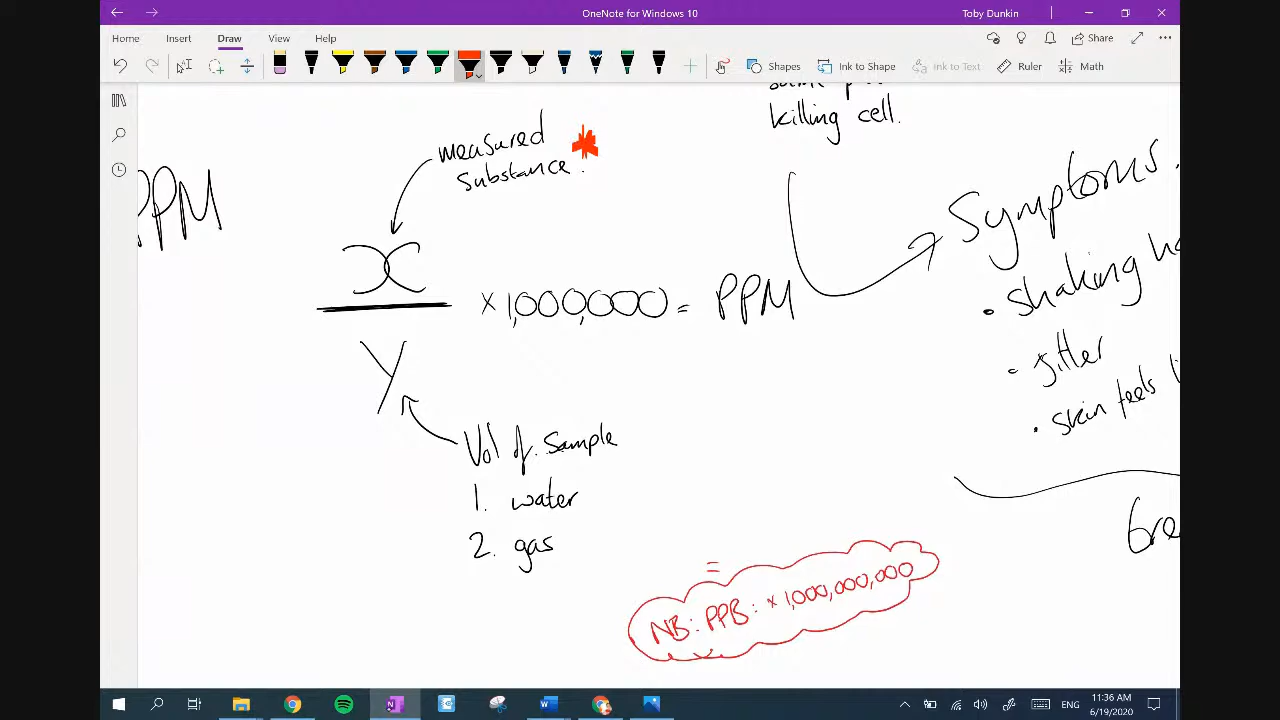 OneNote for Windows 10
Toby Dunkin
Home Insert Draw View Help
Share
Shapes
Ink to Shape
Ink to Text
Ruler
Math
killing cell.
measured
substance.
PPM
x
y
× 1,000,000 = PPM
Vol of. Sample
1. water
2. gas
Symptoms.
• shaking
• Jitter
• skin feels
=
NB: PPB: × 1,000,000,000
11:36 AM
ENG
6/19/2020